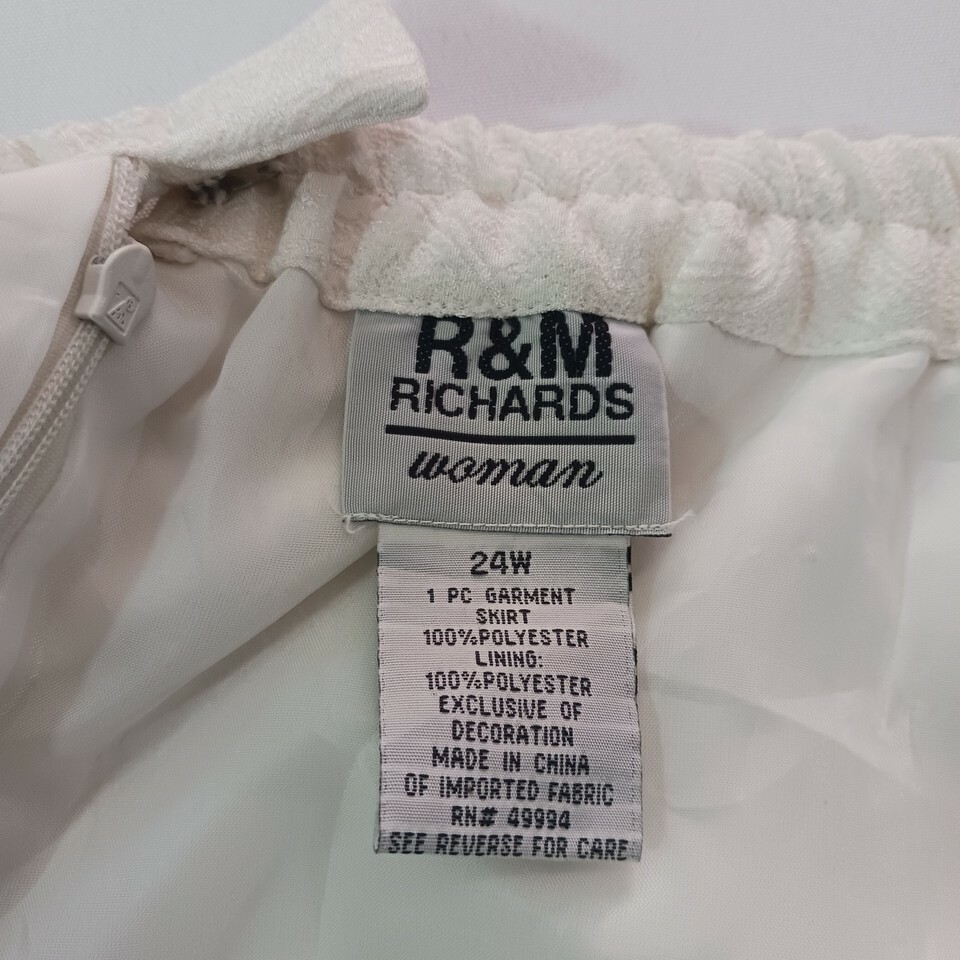 R&M
RICHARDS
woman
24W
1 PC GARMENT
SKIRT
100%POLYESTER
LINING:
100%POLYESTER
EXCLUSIVE OF
DECORATION
MADE IN CHINA
OF IMPORTED FABRIC
RN# 49994
SEE REVERSE FOR CARE